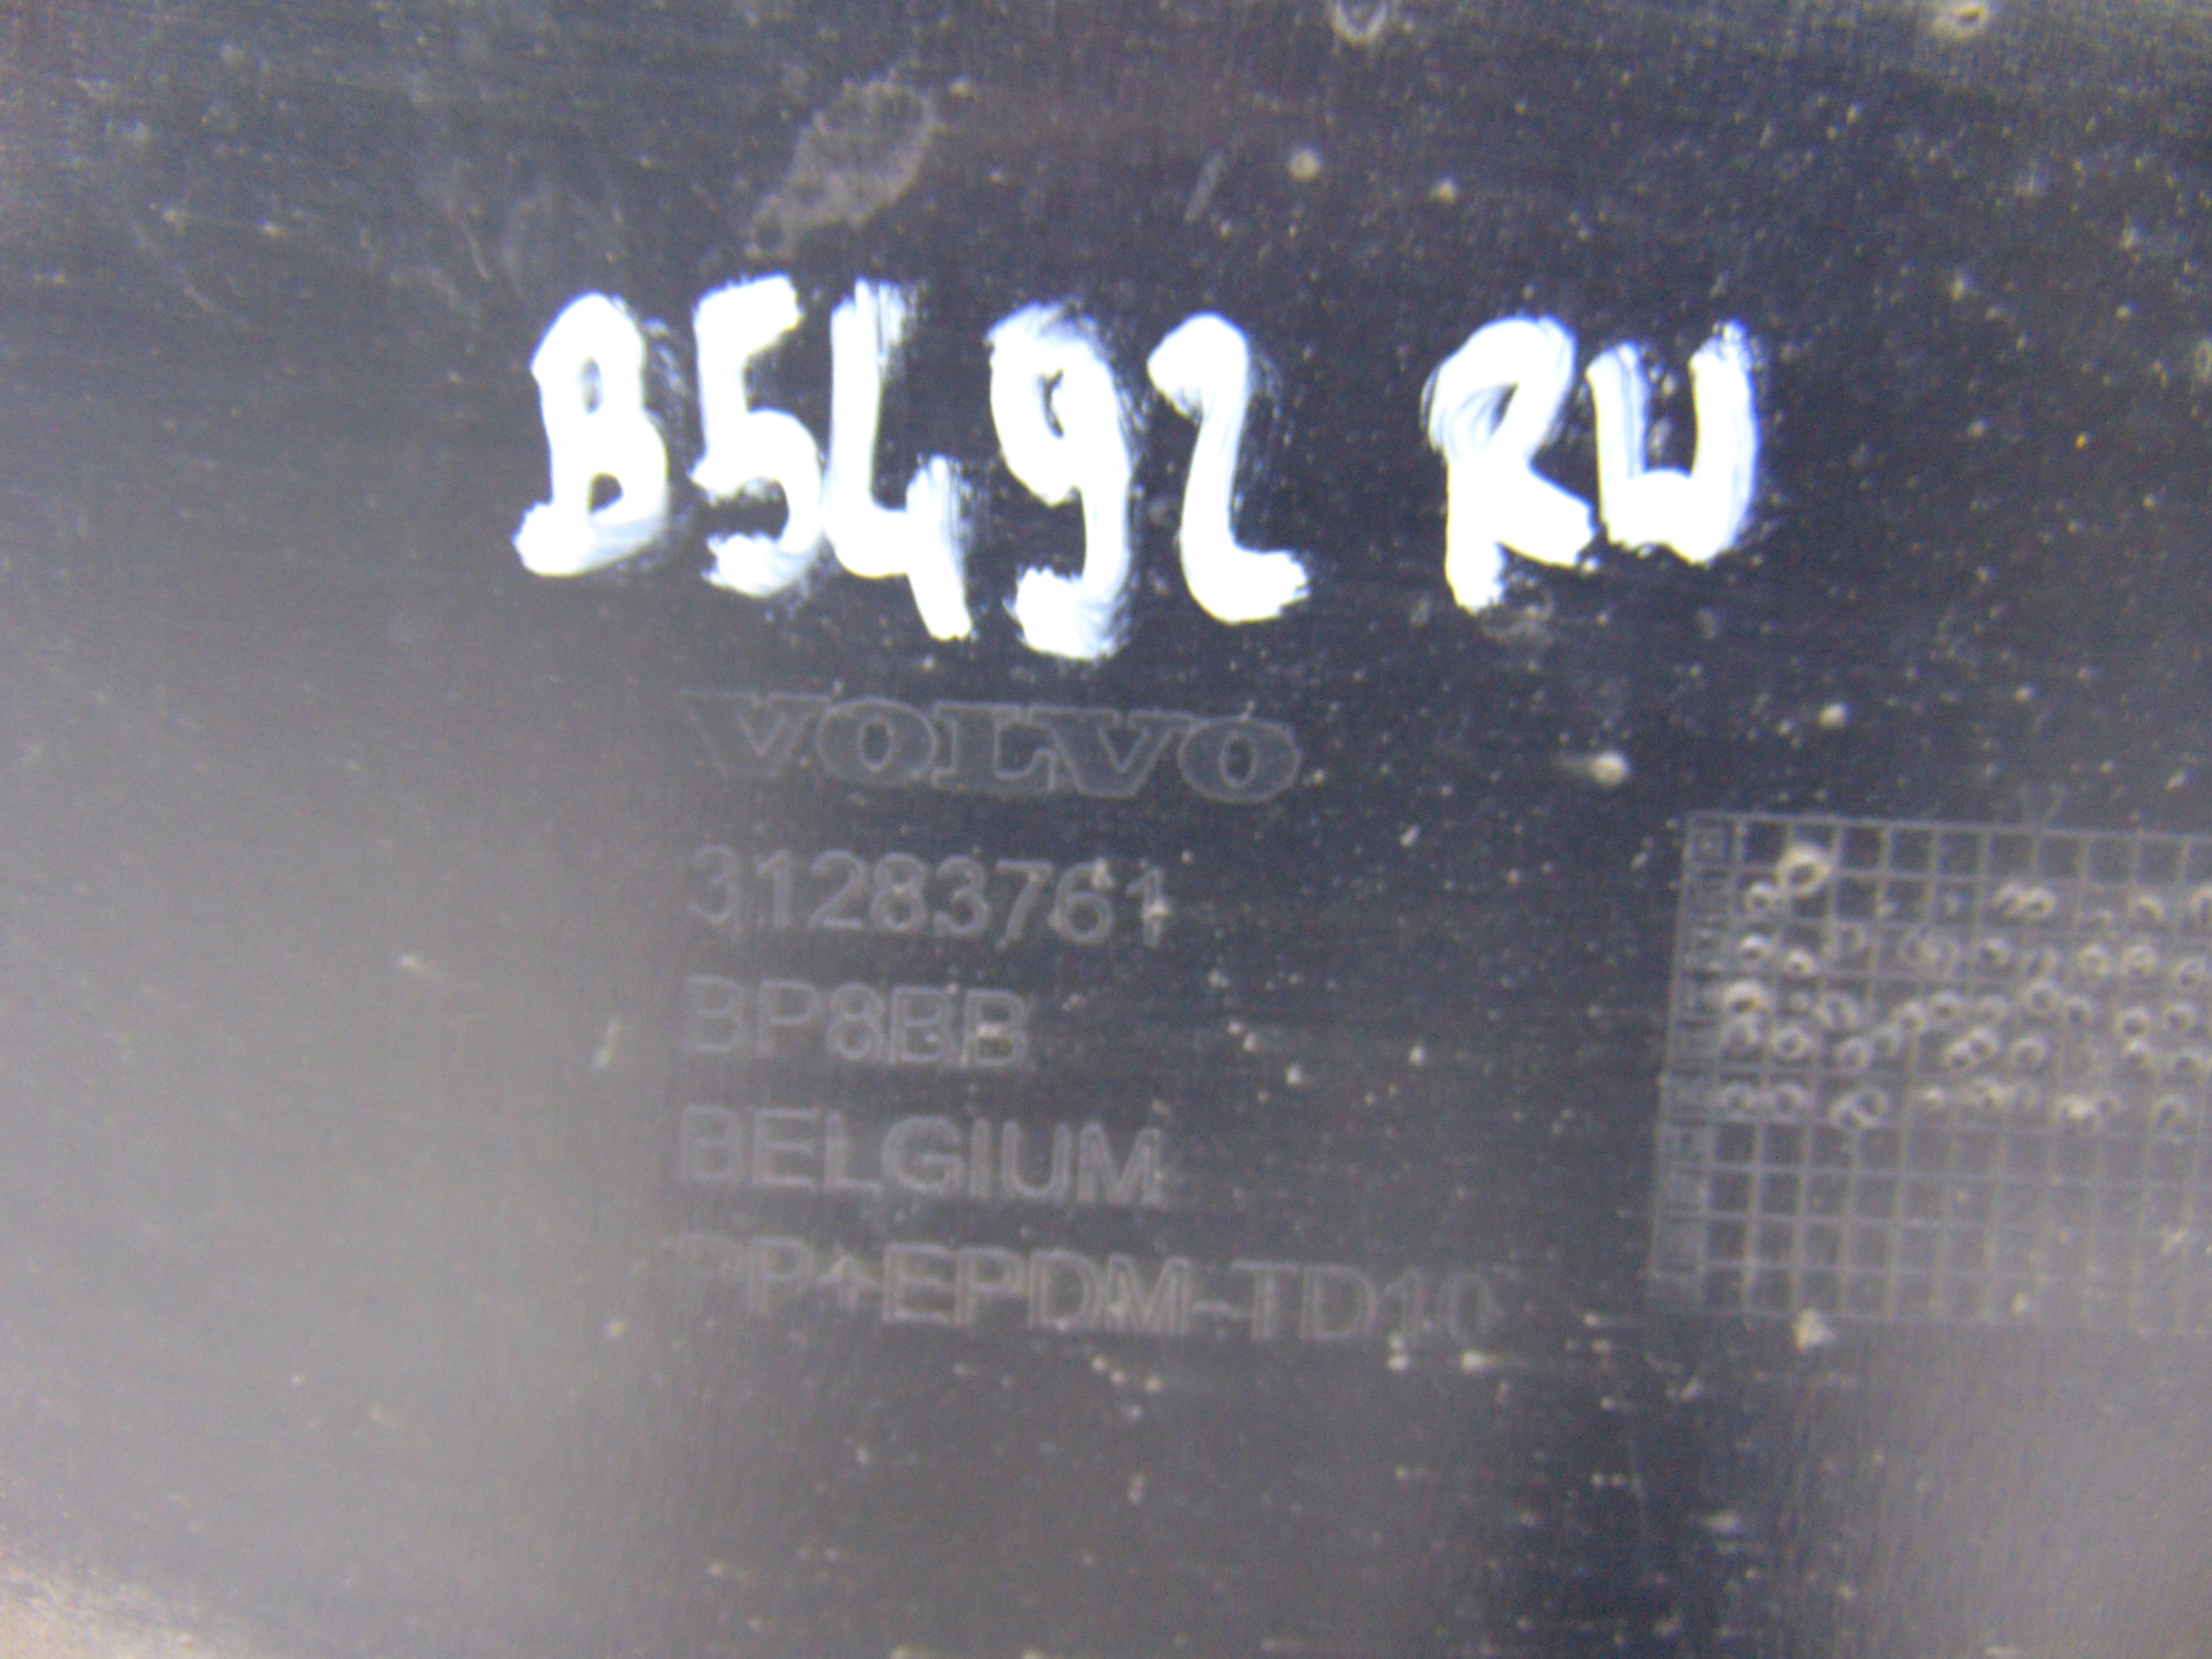 B5492 RW
VOLVO
31283761
BP8BB
BELGIUM
PP+EPDM-TD10